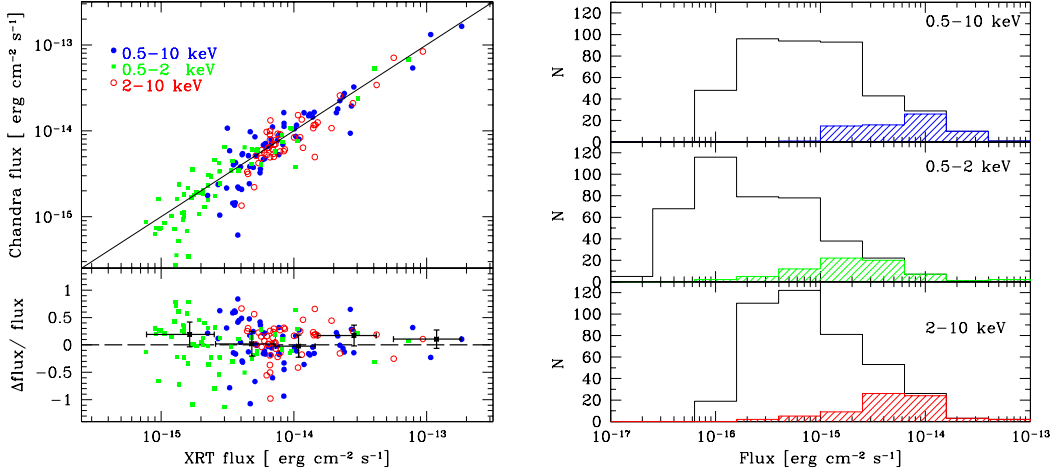 Chandra flux [ erg cm⁻² s⁻¹]
10⁻¹³
10⁻¹⁴
10⁻¹⁵
0.5−10 keV
0.5−2 keV
2−10 keV
Δflux/ flux
1
0.5
0
−0.5
−1
10⁻¹⁵
10⁻¹⁴
10⁻¹³
XRT flux [ erg cm⁻² s⁻¹]
N
120
100
80
60
40
20
0
0.5−10 keV
N
120
100
80
60
40
20
0
0.5−2 keV
N
120
100
80
60
40
20
0
2−10 keV
10⁻¹⁷
10⁻¹⁶
10⁻¹⁵
10⁻¹⁴
10⁻¹³
Flux [erg cm⁻² s⁻¹]